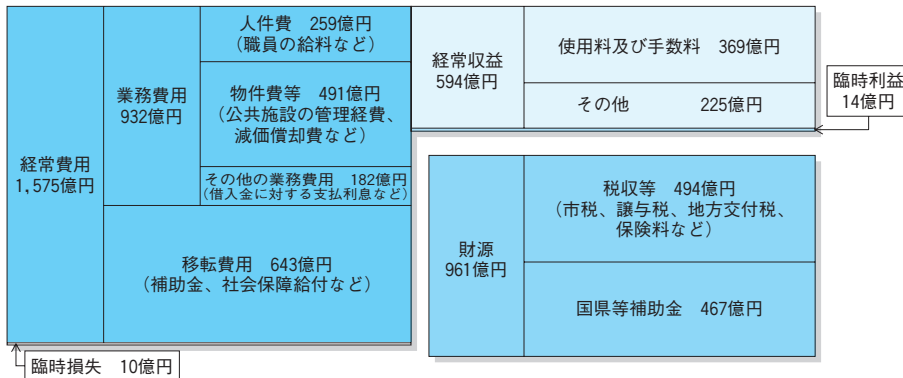 経常費用
1,575億円
業務費用
932億円
人件費 259億円
（職員の給料など）
物件費等 491億円
（公共施設の管理経費、
減価償却費など）
その他の業務費用 182億円
（借入金に対する支払利息など）
移転費用 643億円
（補助金、社会保障給付など）
臨時損失 10億円
経常収益
594億円
使用料及び手数料 369億円
その他 225億円
臨時利益
14億円
財源
961億円
税収等 494億円
（市税、譲与税、地方交付税、
保険料など）
国県等補助金 467億円